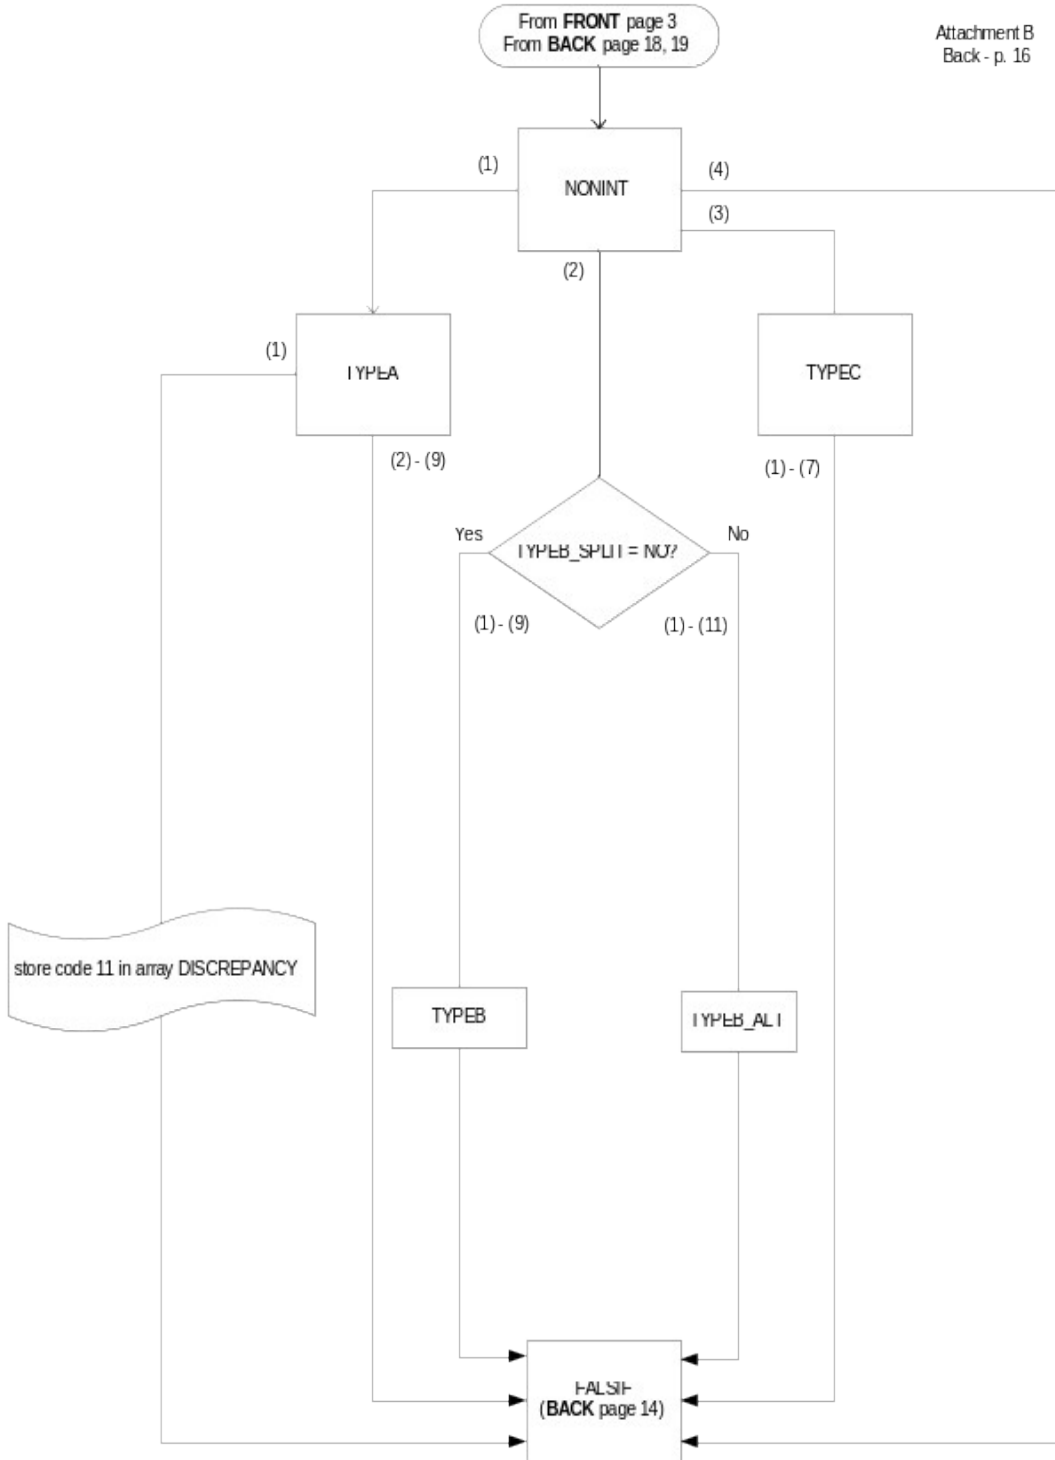 From FRONT page 3
From BACK page 18, 19
Attachment B
Back - p. 16
(1)
NONINT
(4)
(3)
(2)
(1)
TYPEA
TYPEC
(2) - (9)
(1) - (7)
Yes
TYPEB_SPLIT = NO?
No
(1) - (9)
(1) - (11)
store code 11 in array DISCREPANCY
TYPEB
TYPEB_ALT
FALSIF
(BACK page 14)